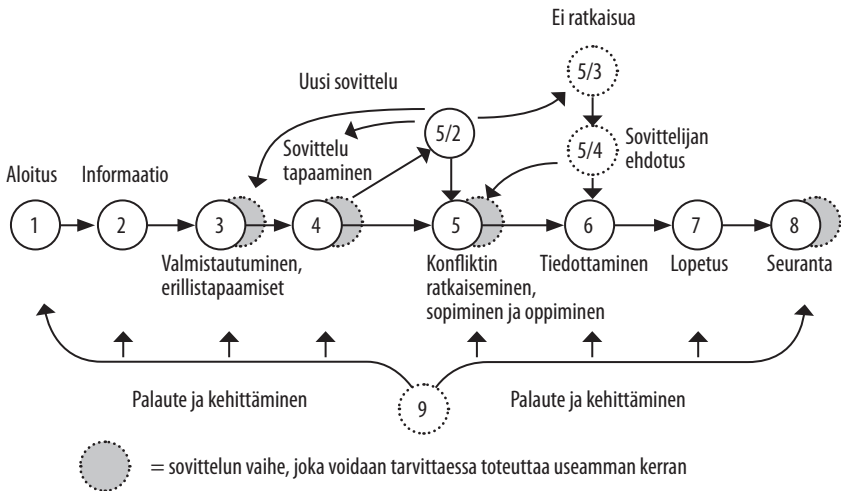 Ei ratkaisua
5/3
Uusi sovittelu
5/2
Sovittelu
tapaaminen
5/4
Sovittelijan
ehdotus
Aloitus
Informaatio
1
2
3
4
5
6
7
8
Valmistautuminen,
erillistapaamiset
Konfliktin
ratkaiseminen,
sopiminen ja oppiminen
Tiedottaminen
Lopetus
Seuranta
Palaute ja kehittäminen
9
Palaute ja kehittäminen
= sovittelun vaihe, joka voidaan tarvittaessa toteuttaa useamman kerran